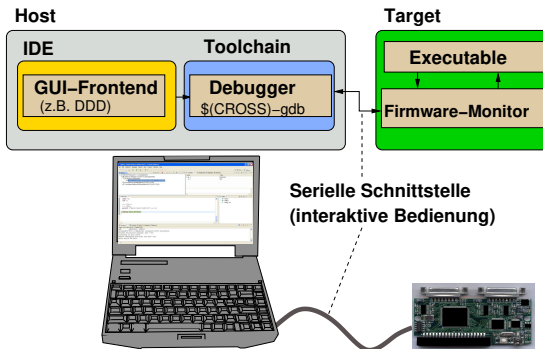 Host
Target
IDE
Toolchain
GUI–Frontend
(z.B. DDD)
Debugger
$(CROSS)–gdb
Executable
Firmware–Monitor
Serielle Schnittstelle
(interaktive Bedienung)